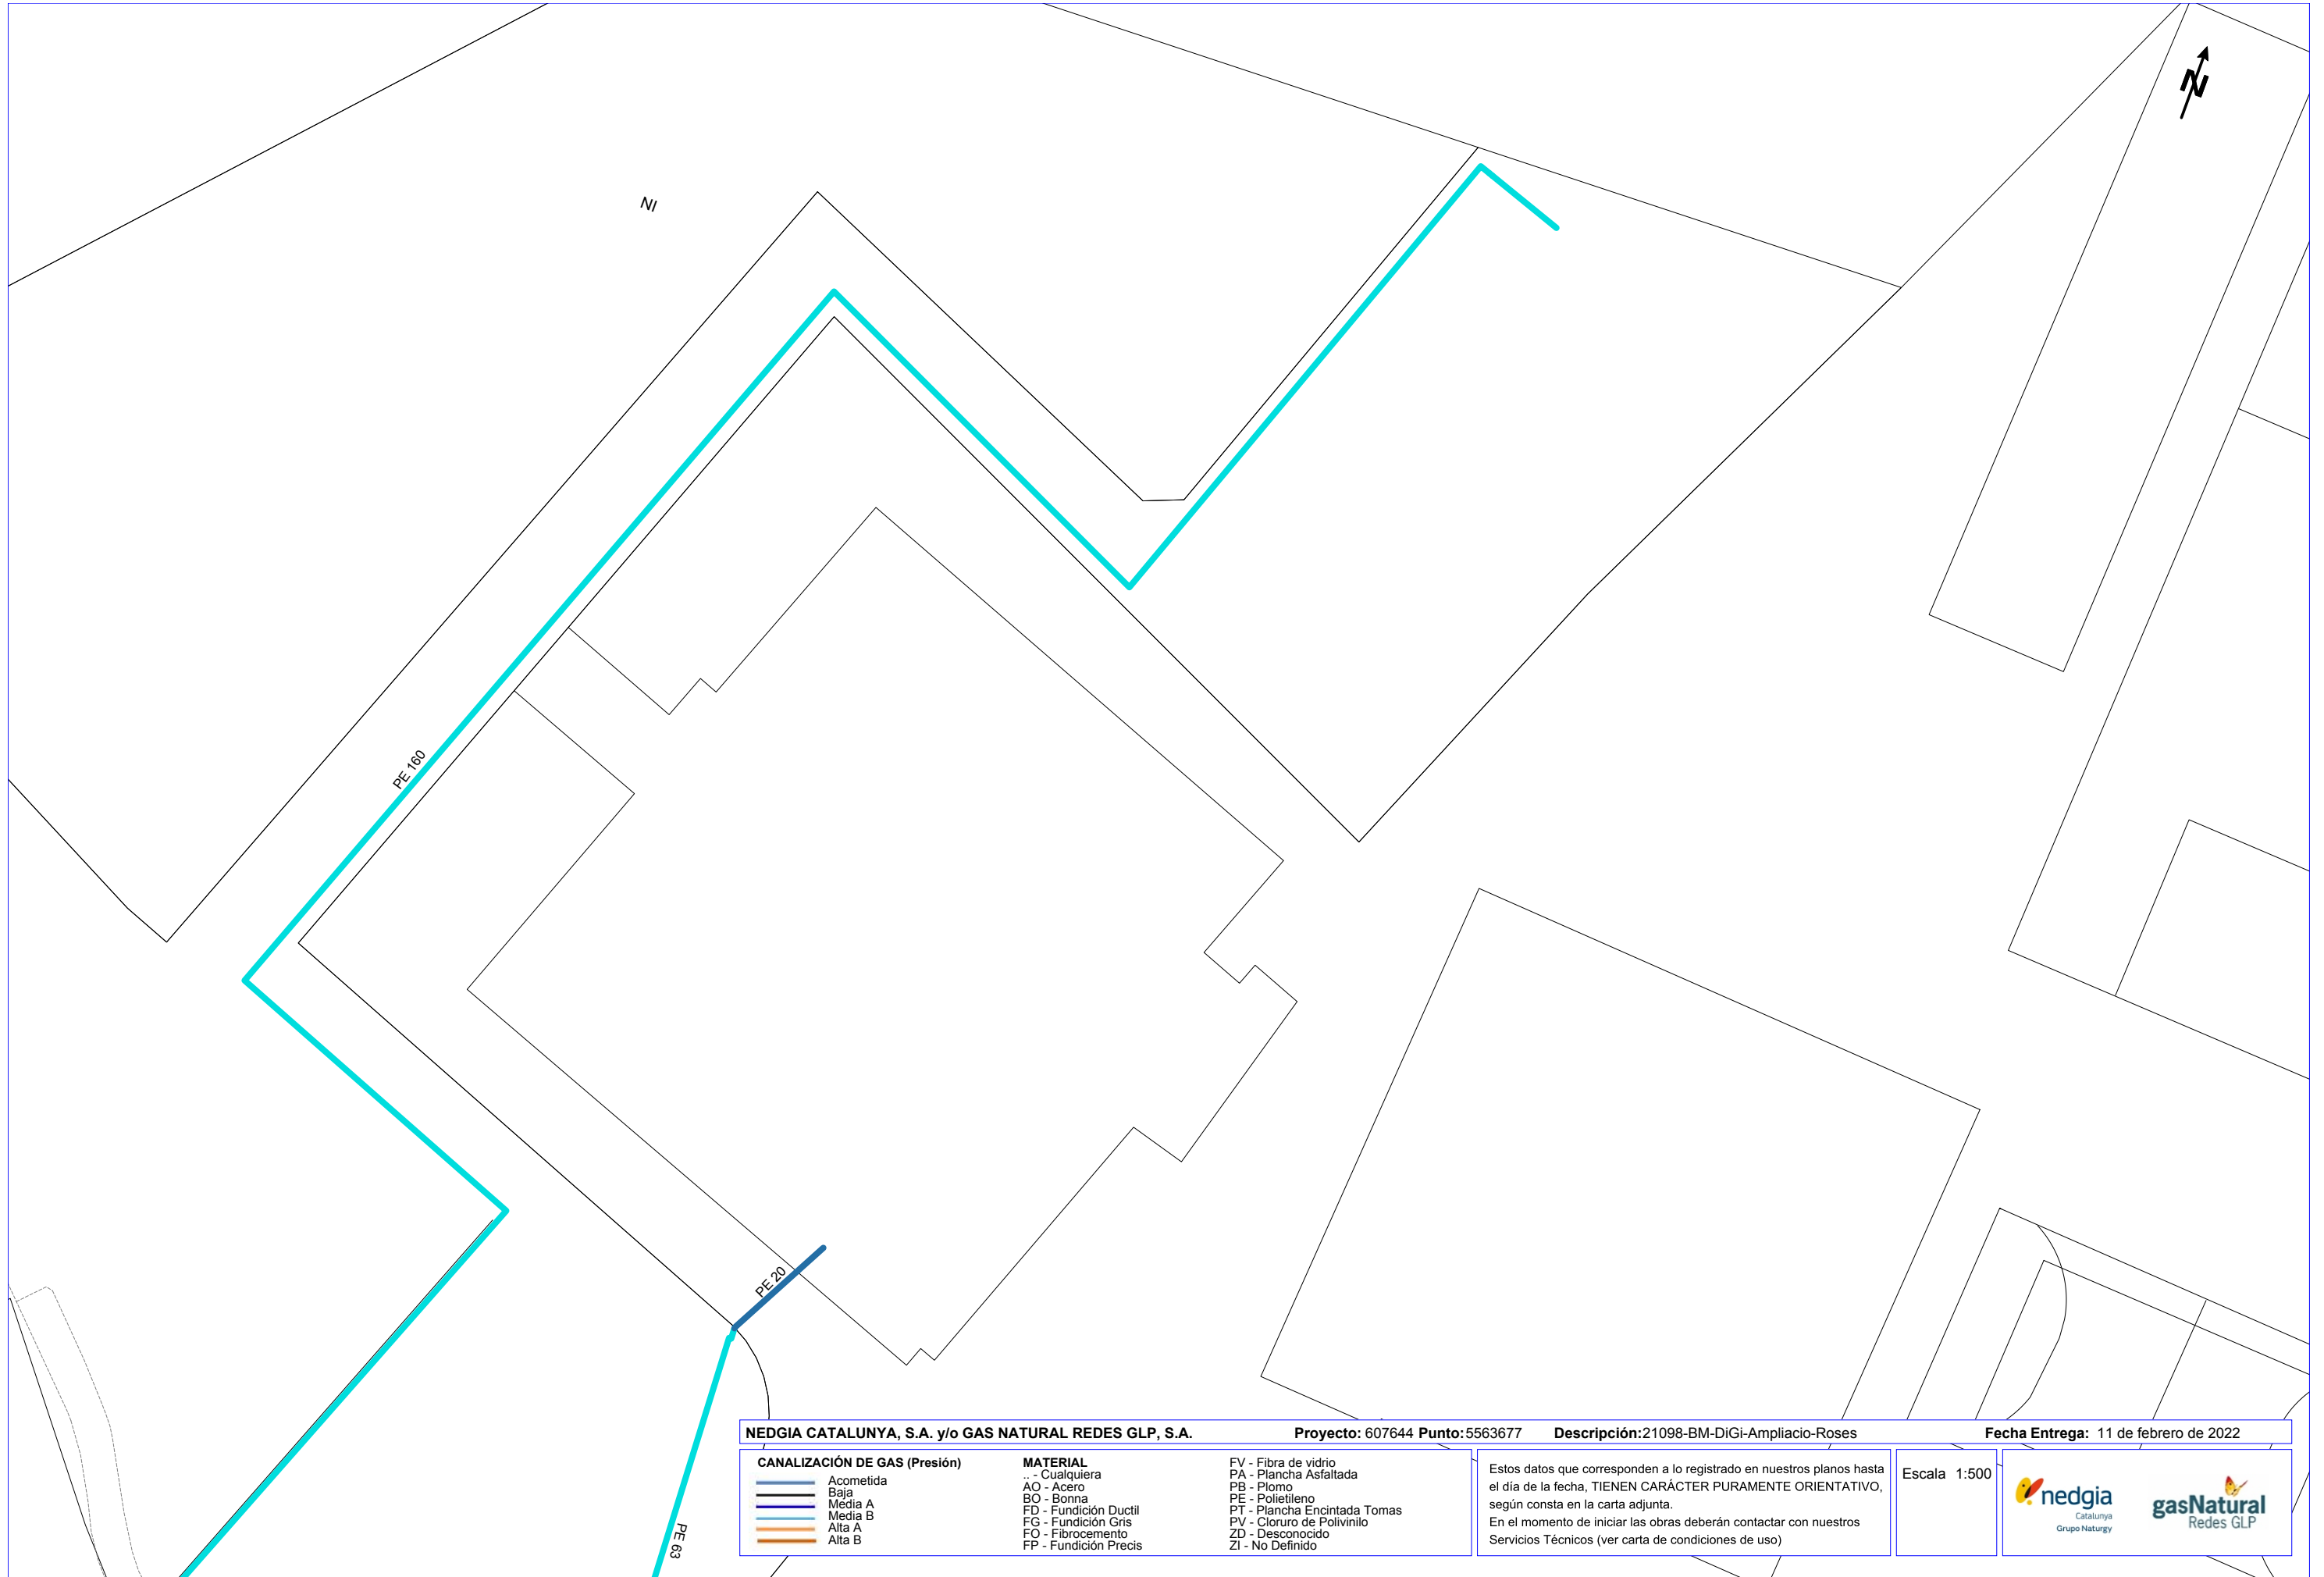 N
NI
PE 160
PE 20
PE 63
NEDGIA CATALUNYA, S.A. y/o GAS NATURAL REDES GLP, S.A. Proyecto: 607644 Punto:5563677 Descripción:21098-BM-DiGi-Ampliacio-Roses Fecha Entrega: 11 de febrero de 2022
CANALIZACIÓN DE GAS (Presión)
Acometida
Baja
Media A
Media B
Alta A
Alta B
MATERIAL
.. - Cualquiera
AO - Acero
BO - Bonna
FD - Fundición Ductil
FG - Fundición Gris
FO - Fibrocemento
FP - Fundición Precis
FV - Fibra de vidrio
PA - Plancha Asfaltada
PB - Plomo
PE - Polietileno
PT - Plancha Encintada Tomas
PV - Cloruro de Polivinilo
ZD - Desconocido
ZI - No Definido
Estos datos que corresponden a lo registrado en nuestros planos hasta
el día de la fecha, TIENEN CARÁCTER PURAMENTE ORIENTATIVO,
según consta en la carta adjunta.
En el momento de iniciar las obras deberán contactar con nuestros
Servicios Técnicos (ver carta de condiciones de uso)
Escala 1:500
nedgia
Catalunya
Grupo Naturgy
gasNatural
Redes GLP